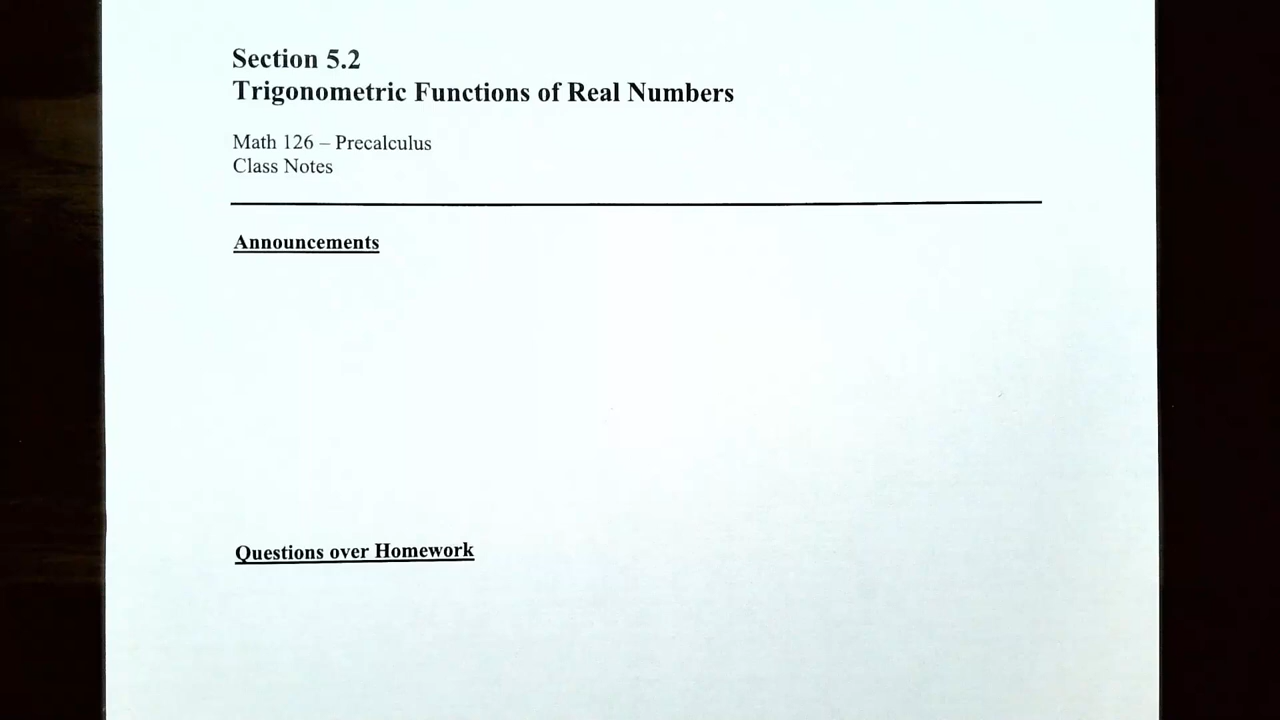 Section 5.2
Trigonometric Functions of Real Numbers
Math 126 – Precalculus
Class Notes
Announcements
Questions over Homework